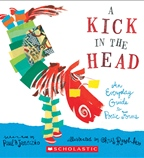 A
KICK IN
THE
HEAD
An
Everyday
Guide to
Poetic Forms
SCHOLASTIC